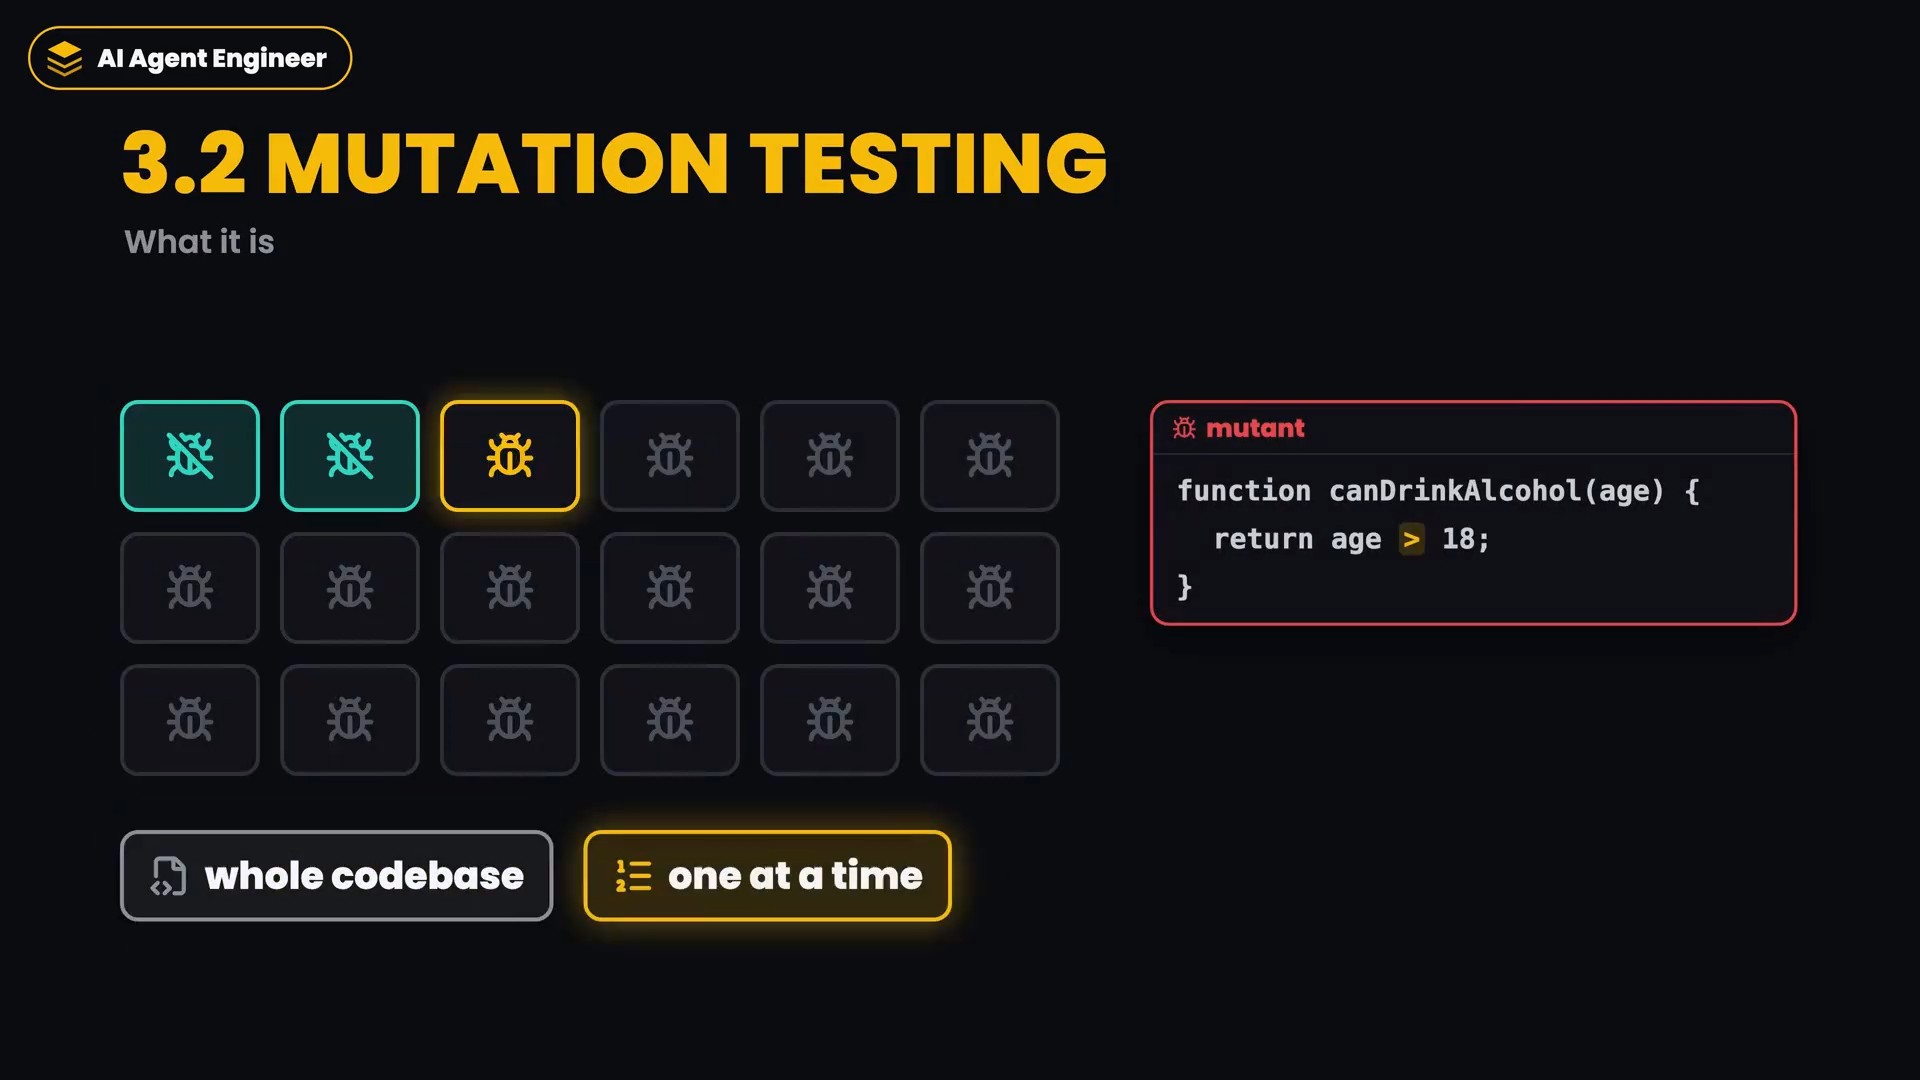 AI Agent Engineer
3.2 MUTATION TESTING
What it is
mutant
function canDrinkAlcohol(age) {
return age > 18;
}
whole codebase
one at a time